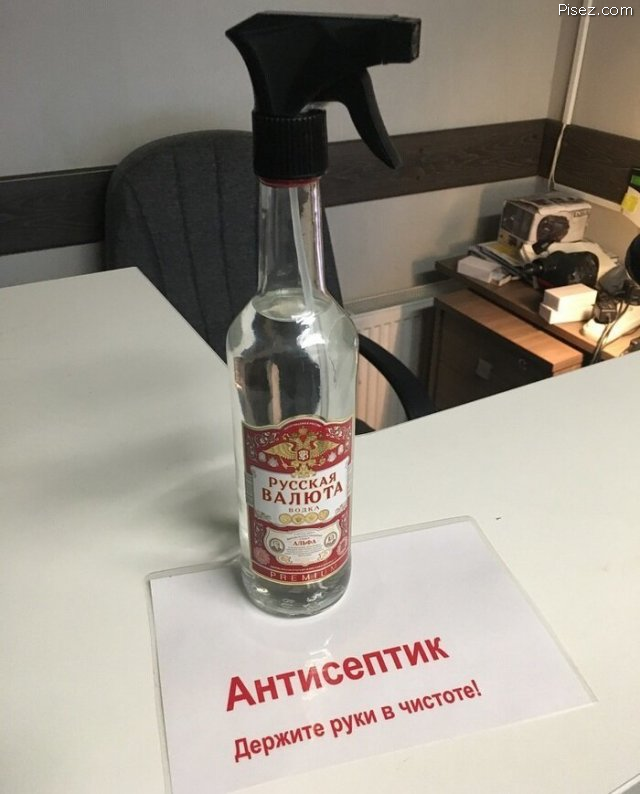 Pisez.com
РУССКАЯ
ВАЛЮТА
ВОДКА
АЛЬФА
PREMIUM
Антисептик
Держите руки в чистоте!